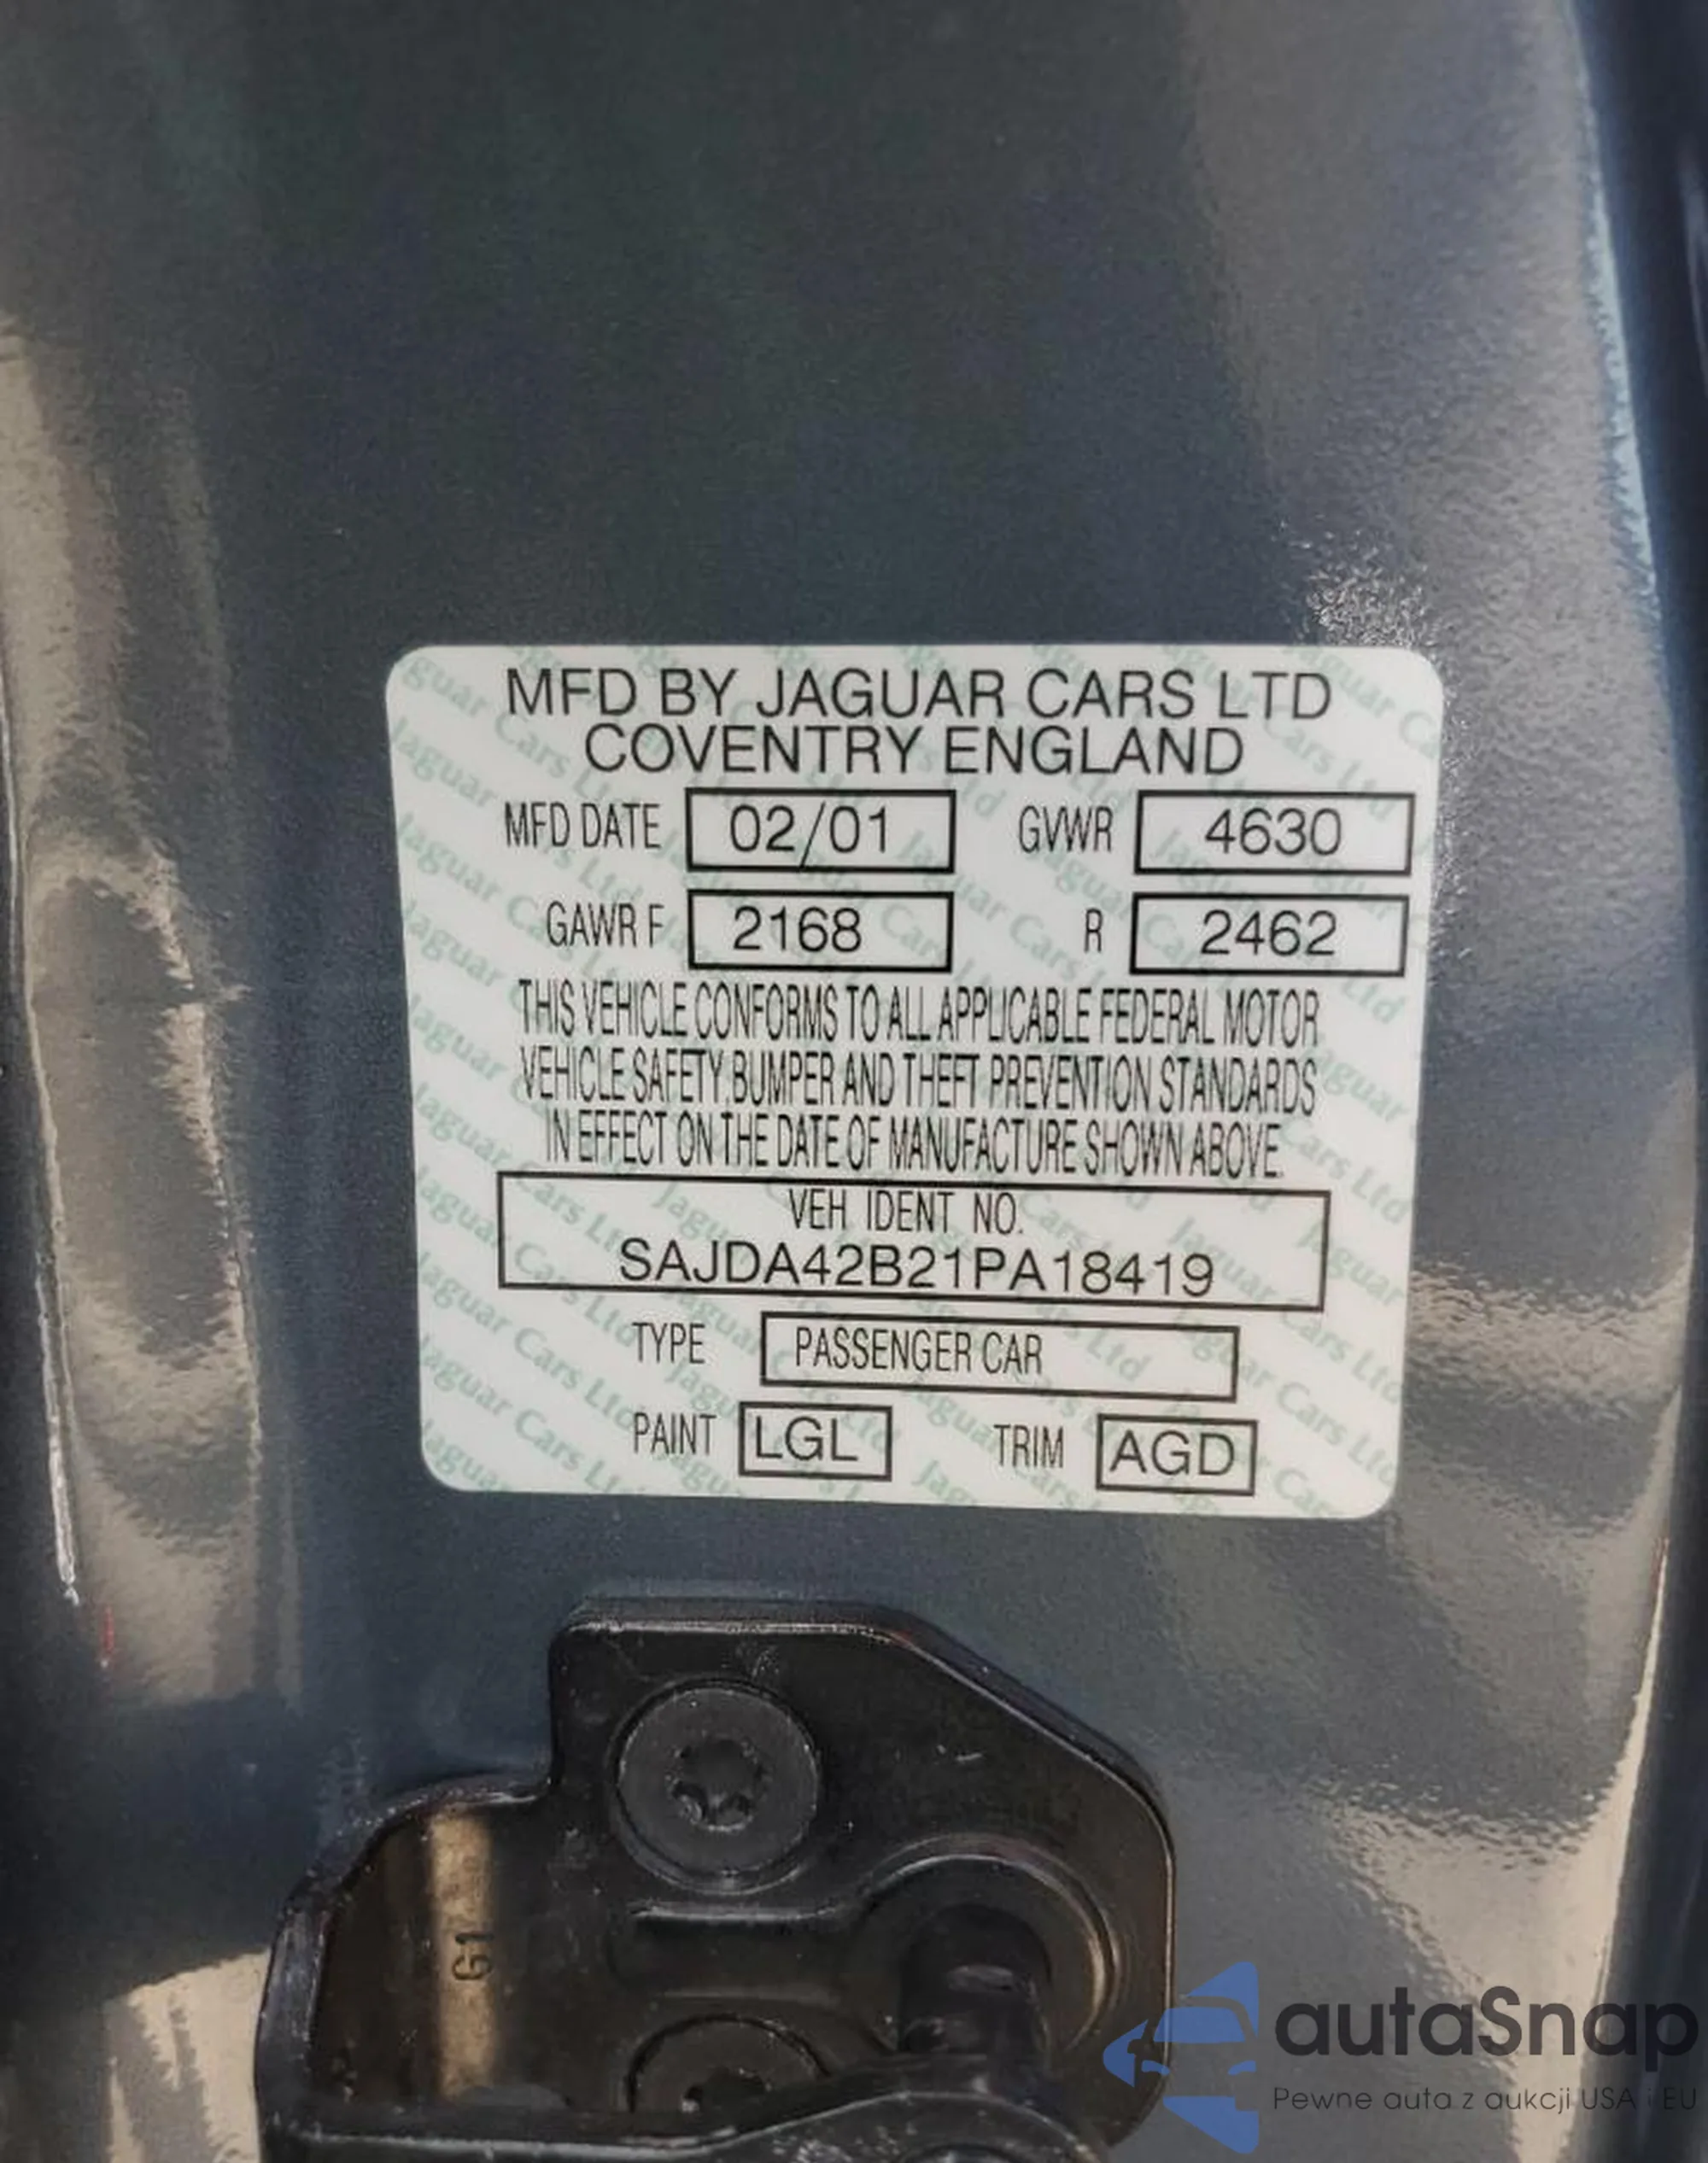 MFD BY JAGUAR CARS LTD
COVENTRY ENGLAND
MFD DATE 02/01 GVWR 4630
GAWR F 2168 R 2462
THIS VEHICLE CONFORMS TO ALL APPLICABLE FEDERAL MOTOR
VEHICLE SAFETY, BUMPER AND THEFT PREVENTION STANDARDS
IN EFFECT ON THE DATE OF MANUFACTURE SHOWN ABOVE.
VEH IDENT NO.
SAJDA42B21PA18419
TYPE PASSENGER CAR
PAINT LGL TRIM AGD
G1
autaSnap
Pewne auta z aukcji USA i EU